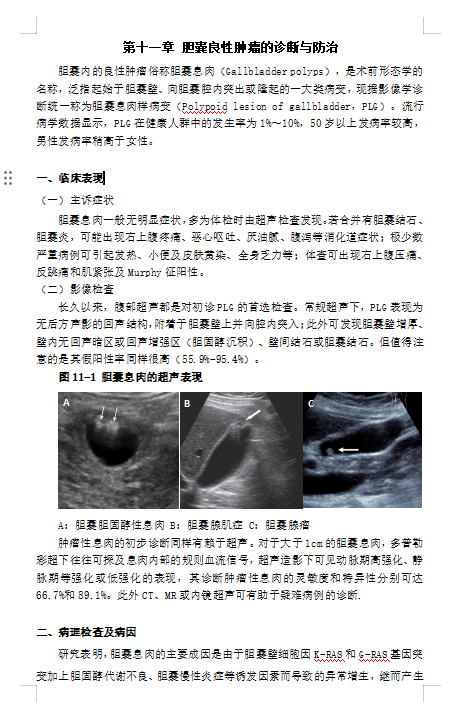 第十一章 胆囊良性肿瘤的诊断与防治
胆囊内的良性肿瘤俗称胆囊息肉（Gallbladder polyps），是术前形态学的
名称，泛指起始于胆囊壁、向胆囊腔内突出或隆起的一大类病变，现据影像学诊
断统一称为胆囊息肉样病变（Polypoid lesion of gallbladder，PLG）。流行
病学数据显示，PLG 在健康人群中的发生率为 1%～10%，50 岁以上发病率较高，
男性发病率稍高于女性。
一、临床表现
（一）主诉症状
胆囊息肉一般无明显症状，多为体检时由超声检查发现。若合并有胆囊结石、
胆囊炎，可能出现右上腹疼痛、恶心呕吐、厌油腻、腹泻等消化道症状；极少数
严重病例可引起发热、小便及皮肤黄染、全身乏力等；体查可出现右上腹压痛、
反跳痛和肌紧张及 Murphy 征阳性。
（二）影像检查
长久以来，腹部超声都是对初诊 PLG 的首选检查。常规超声下，PLG 表现为
无后方声影的回声结构，附着于胆囊壁上并向腔内突入；此外可发现胆囊壁增厚、
壁内无回声暗区或回声增强区（胆固醇沉积）、壁间结石或胆囊结石。但值得注
意的是其假阳性率同样很高（55.9%-95.4%）。
图 11-1 胆囊息肉的超声表现
A B C
A：胆囊胆固醇性息肉 B：胆囊腺肌症 C：胆囊腺瘤
肿瘤性息肉的初步诊断同样有赖于超声。对于大于 1cm 的胆囊息肉，多普勒
彩超下往往可探及息肉内部的规则血流信号，超声造影下可见动脉期高强化、静
脉期等强化或低强化的表现，其诊断肿瘤性息肉的灵敏度和特异性分别可达
66.7%和 89.1%。此外 CT、MR 或内镜超声可有助于疑难病例的诊断.
二、病理检查及病因
研究表明，胆囊息肉的主要成因是由于胆囊壁细胞因 K-RAS 和 G-RAS 基因突
变加上胆固醇代谢不良、胆囊慢性炎症等诱发因素而导致的异常增生，继而产生